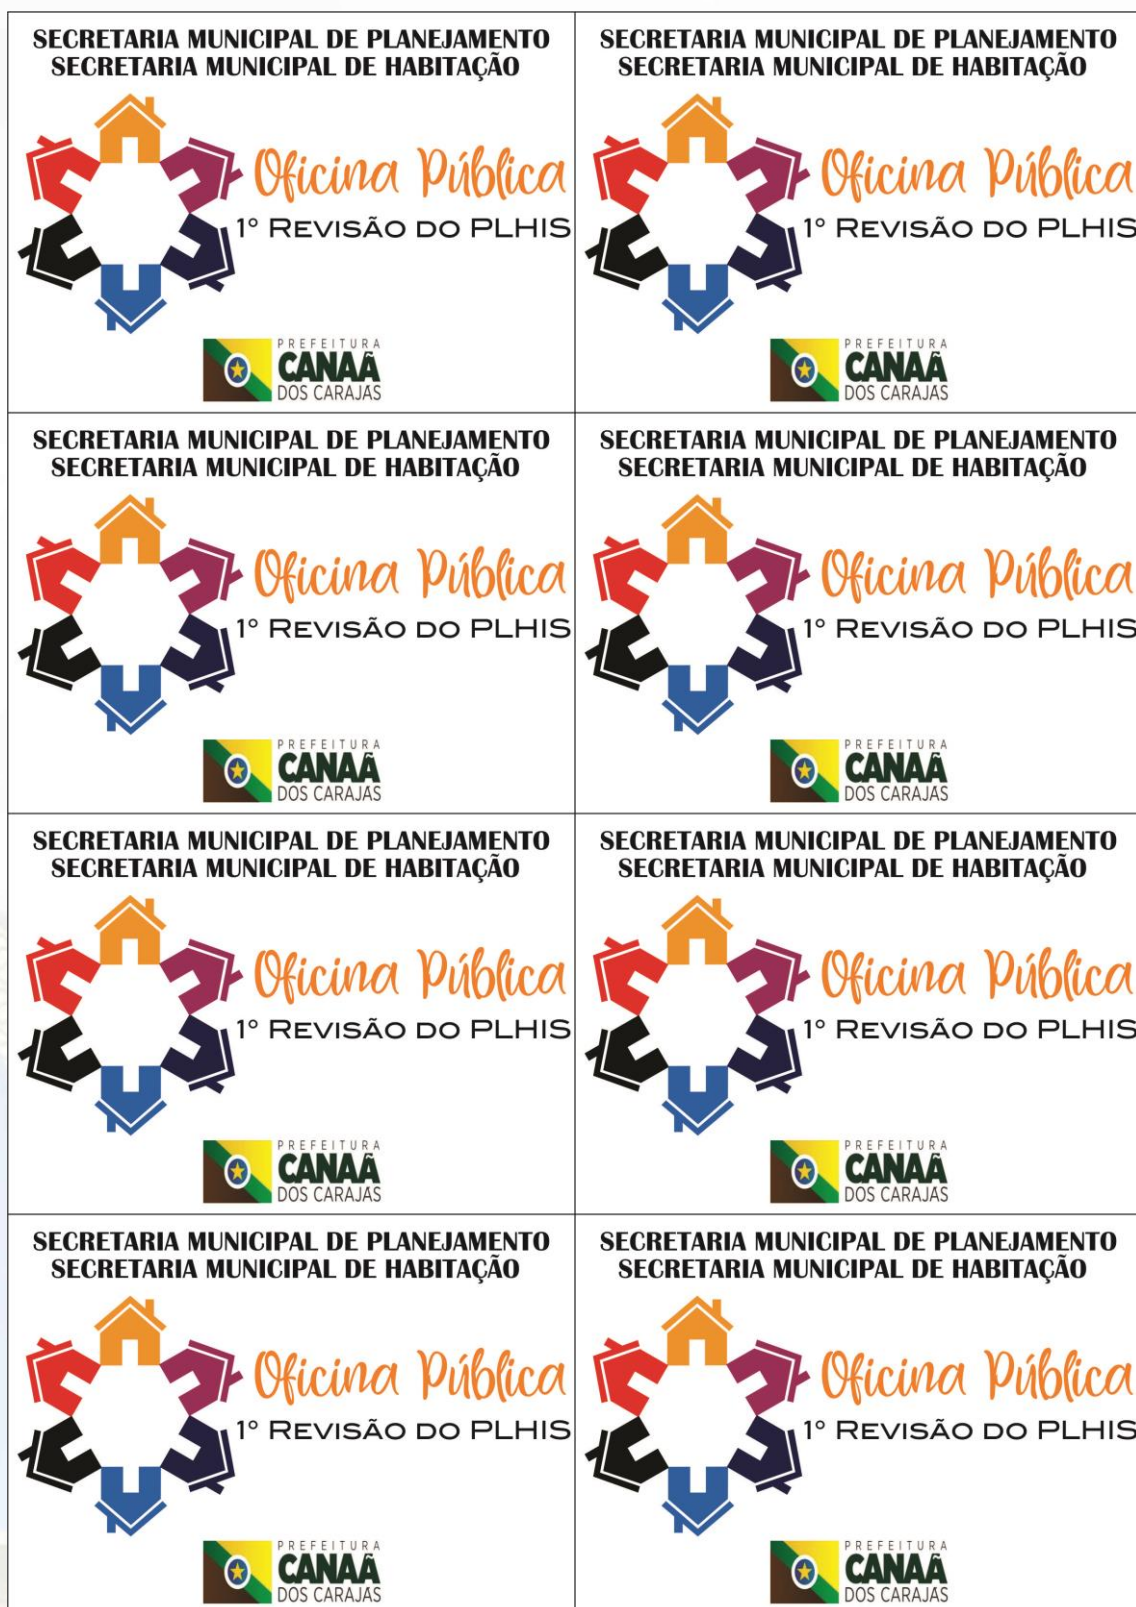 SECRETARIA MUNICIPAL DE PLANEJAMENTO
SECRETARIA MUNICIPAL DE HABITAÇÃO
Oficina Pública
1° REVISÃO DO PLHIS
PREFEITURA
CANAÃ
DOS CARAJÁS
SECRETARIA MUNICIPAL DE PLANEJAMENTO
SECRETARIA MUNICIPAL DE HABITAÇÃO
Oficina Pública
1° REVISÃO DO PLHIS
PREFEITURA
CANAÃ
DOS CARAJÁS
SECRETARIA MUNICIPAL DE PLANEJAMENTO
SECRETARIA MUNICIPAL DE HABITAÇÃO
Oficina Pública
1° REVISÃO DO PLHIS
PREFEITURA
CANAÃ
DOS CARAJÁS
SECRETARIA MUNICIPAL DE PLANEJAMENTO
SECRETARIA MUNICIPAL DE HABITAÇÃO
Oficina Pública
1° REVISÃO DO PLHIS
PREFEITURA
CANAÃ
DOS CARAJÁS
SECRETARIA MUNICIPAL DE PLANEJAMENTO
SECRETARIA MUNICIPAL DE HABITAÇÃO
Oficina Pública
1° REVISÃO DO PLHIS
PREFEITURA
CANAÃ
DOS CARAJÁS
SECRETARIA MUNICIPAL DE PLANEJAMENTO
SECRETARIA MUNICIPAL DE HABITAÇÃO
Oficina Pública
1° REVISÃO DO PLHIS
PREFEITURA
CANAÃ
DOS CARAJÁS
SECRETARIA MUNICIPAL DE PLANEJAMENTO
SECRETARIA MUNICIPAL DE HABITAÇÃO
Oficina Pública
1° REVISÃO DO PLHIS
PREFEITURA
CANAÃ
DOS CARAJÁS
SECRETARIA MUNICIPAL DE PLANEJAMENTO
SECRETARIA MUNICIPAL DE HABITAÇÃO
Oficina Pública
1° REVISÃO DO PLHIS
PREFEITURA
CANAÃ
DOS CARAJÁS